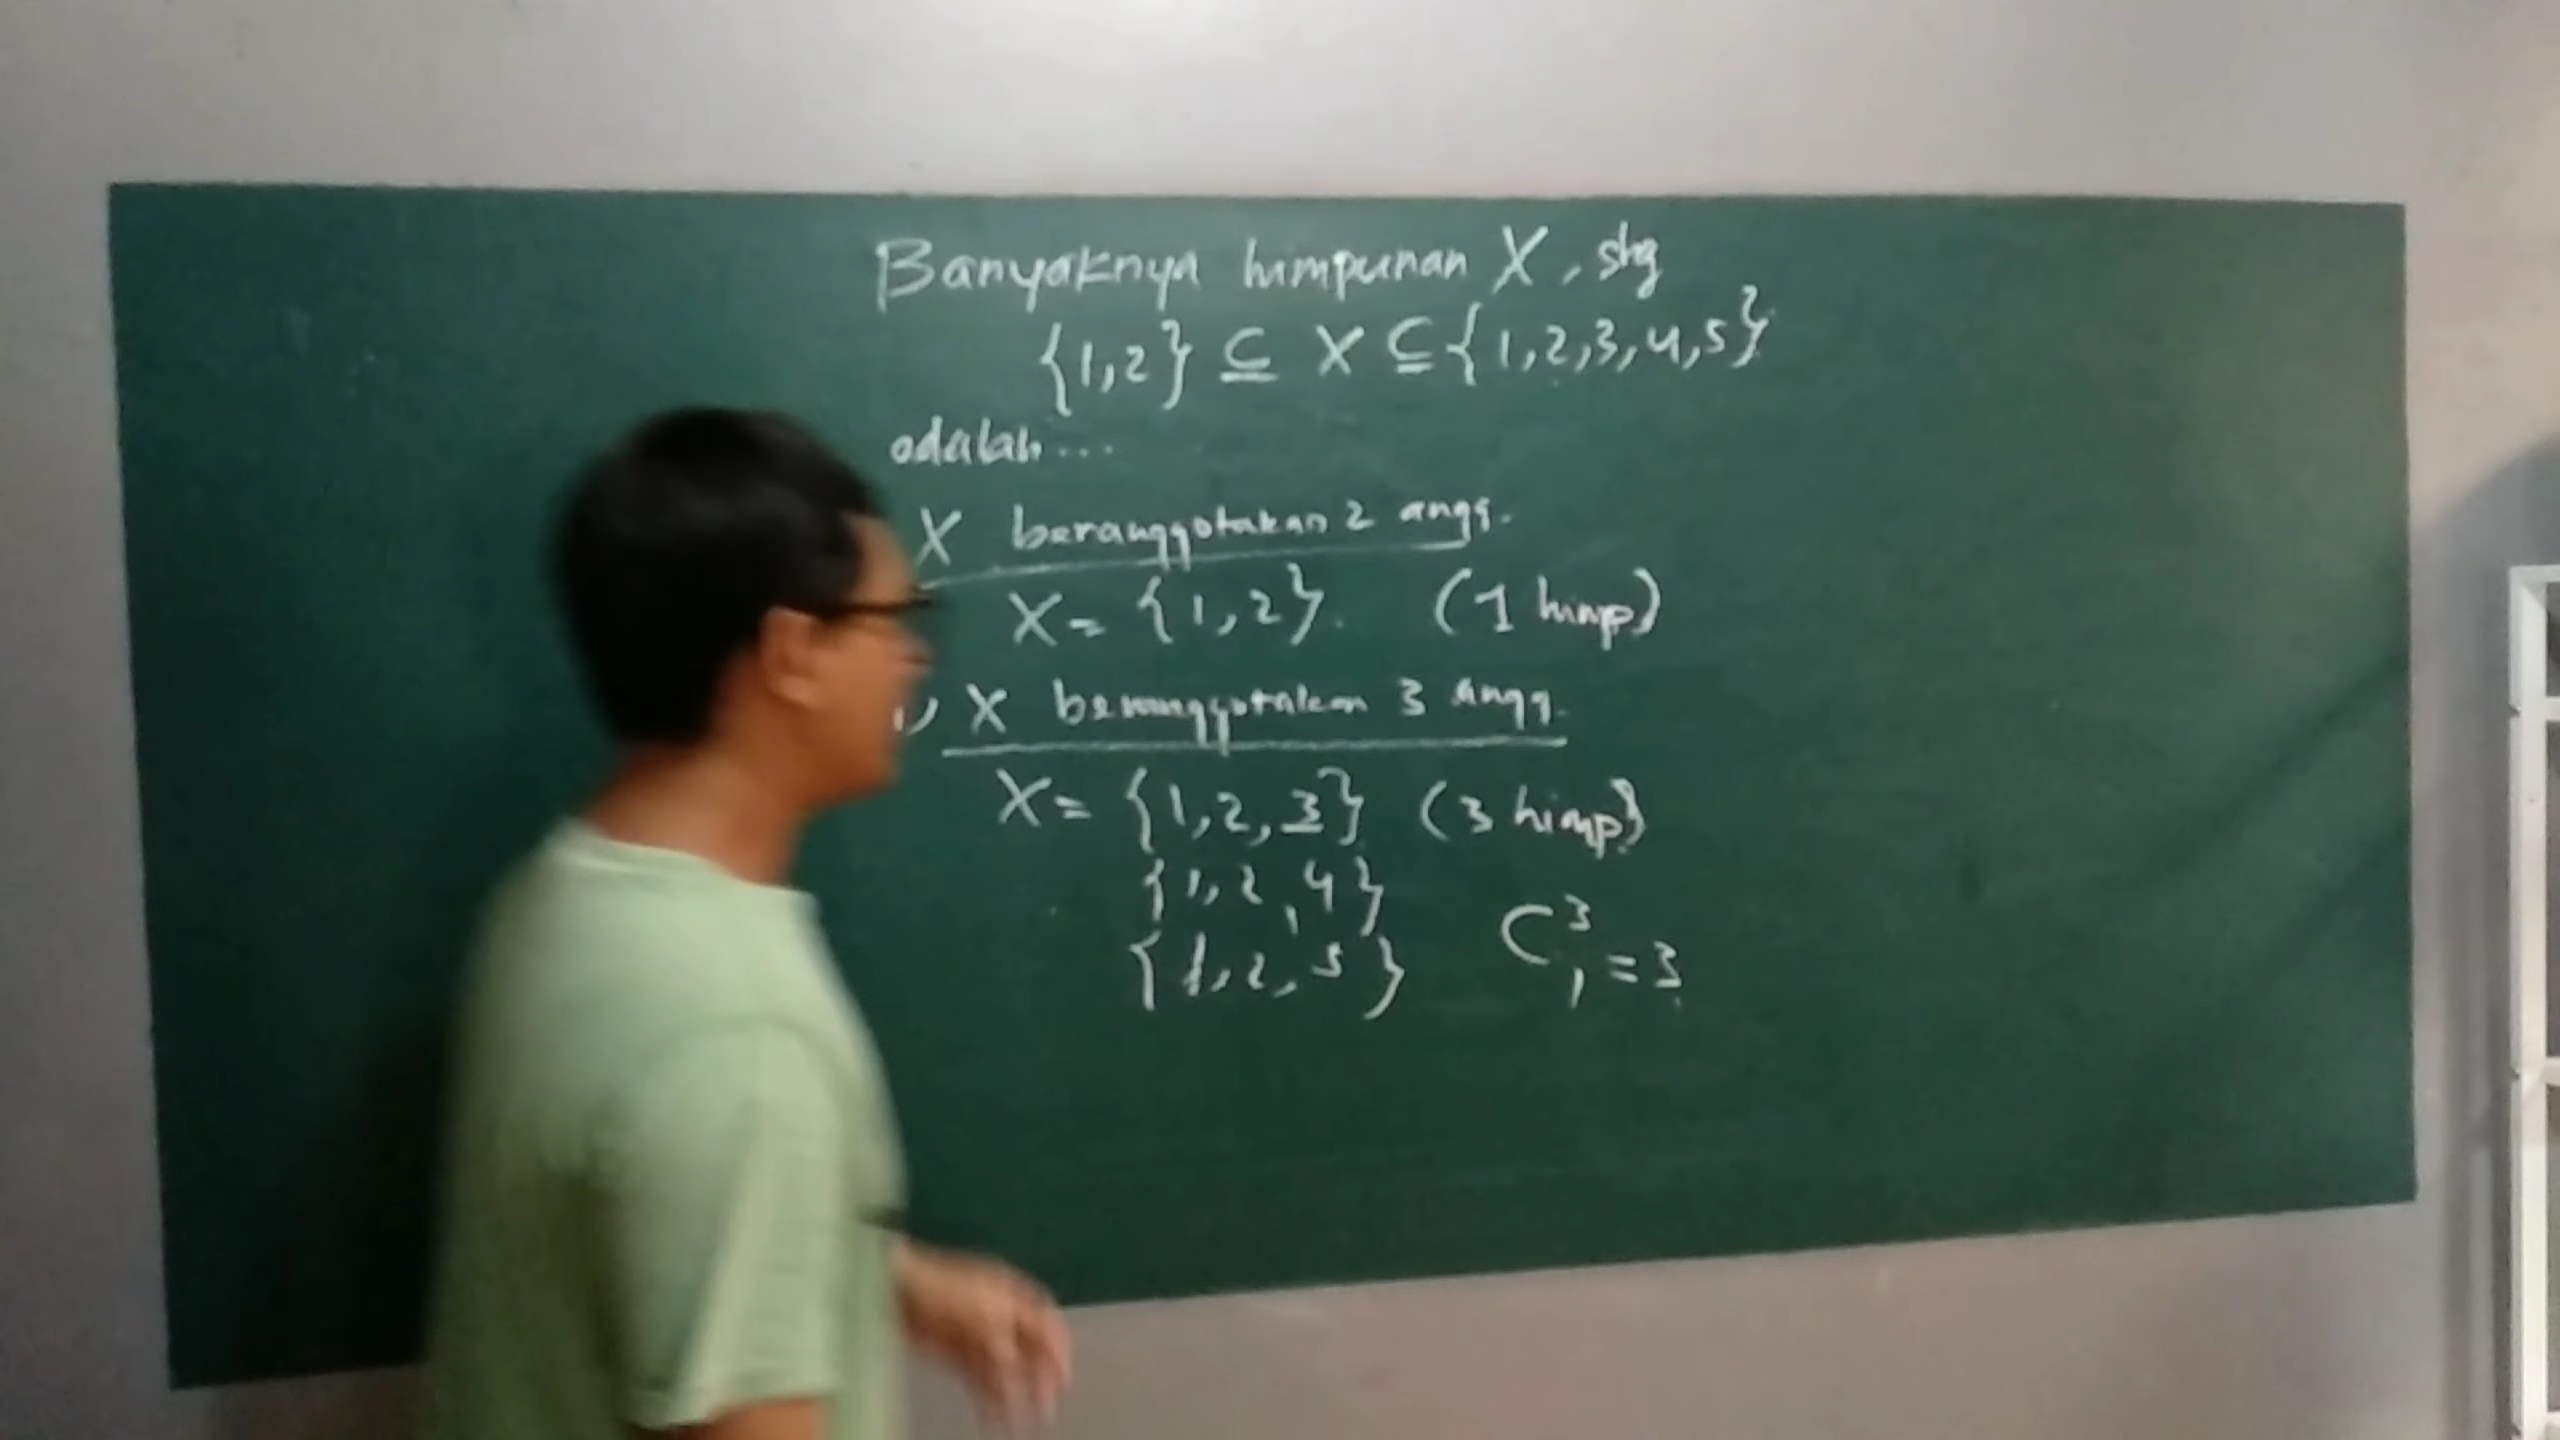 Banyaknya himpunan X, shg
{1,2} ⊆ X ⊆ {1,2,3,4,5}
adalah...
X beranggotakan 2 angg.
X = {1,2}. (1 himp)
) X beranggotakan 3 angg.
X = {1,2,3} (3 himp)
{1,2,4}
{1,2,5} C³₁ = 3